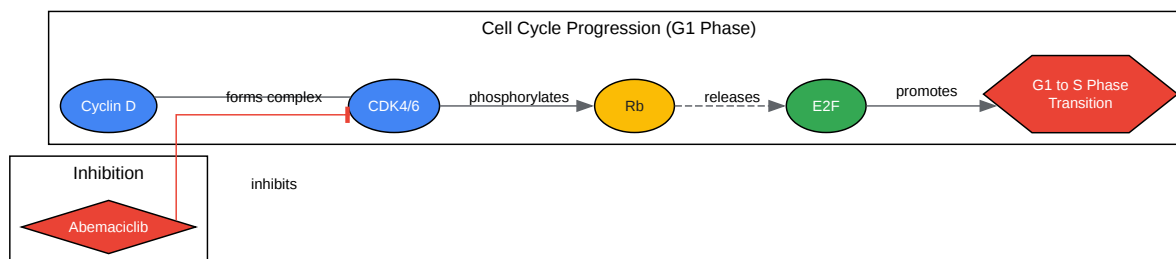 Cell Cycle Progression (G1 Phase)
Cyclin D
forms complex
CDK4/6
phosphorylates
Rb
releases
E2F
promotes
G1 to S Phase
Transition
Inhibition
inhibits
Abemaciclib